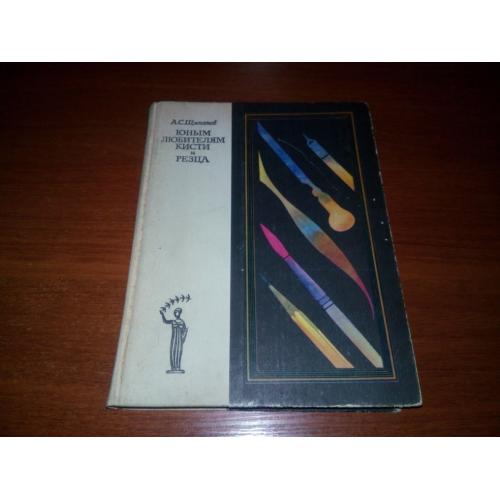 А.С.Щипанов
ЮНЫМ
ЛЮБИТЕЛЯМ
КИСТИ
и
РЕЗЦА